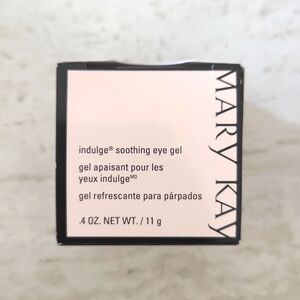 indulge® soothing eye gel
gel apaisant pour les
yeux indulgeᴹᴰ
gel refrescante para párpados
.4 OZ. NET WT. / 11 g
MARY KAY